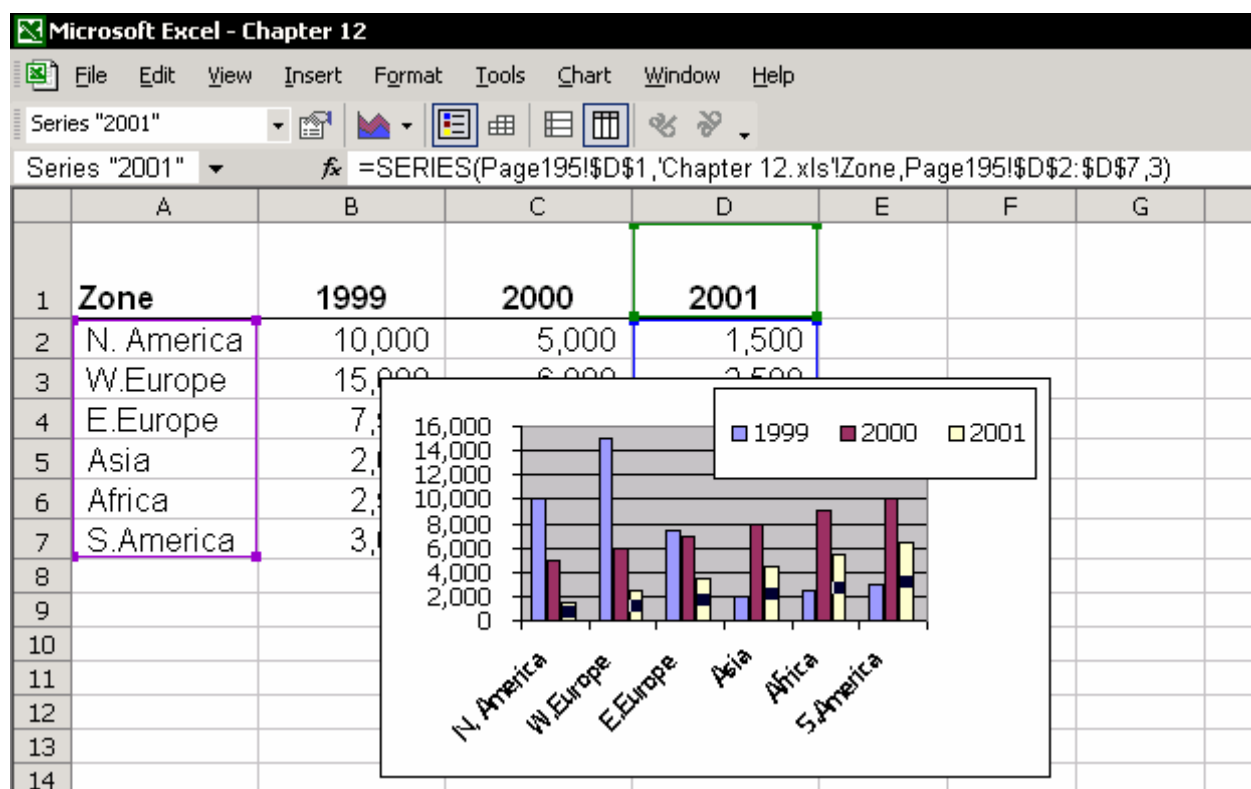 Microsoft Excel - Chapter 12
File Edit View Insert Format Tools Chart Window Help
Series "2001"
Series "2001" fx =SERIES(Page195!$D$1,'Chapter 12.xls'!Zone,Page195!$D$2:$D$7,3)
A B C D E F G
1 Zone 1999 2000 2001
2 N. America 10,000 5,000 1,500
3 W.Europe
4 E.Europe
5 Asia
6 Africa
7 S.America
8
9
10
11
12
13
14
1999 2000 2001
16,000
14,000
12,000
10,000
8,000
6,000
4,000
2,000
0
N. America W.Europe E.Europe Asia Africa S.America